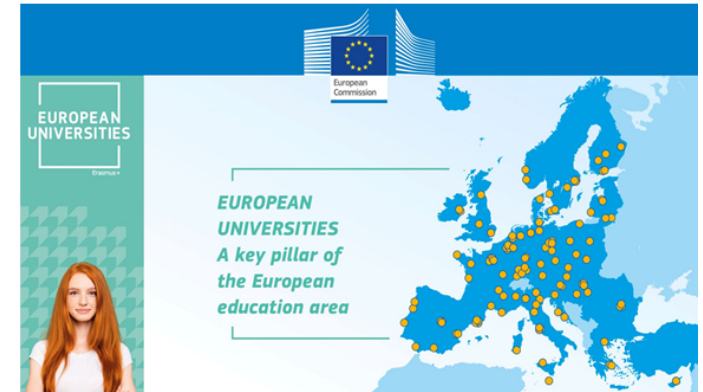 European
Commission
EUROPEAN
UNIVERSITIES
Erasmus+
EUROPEAN
UNIVERSITIES
A key pillar of
the European
education area